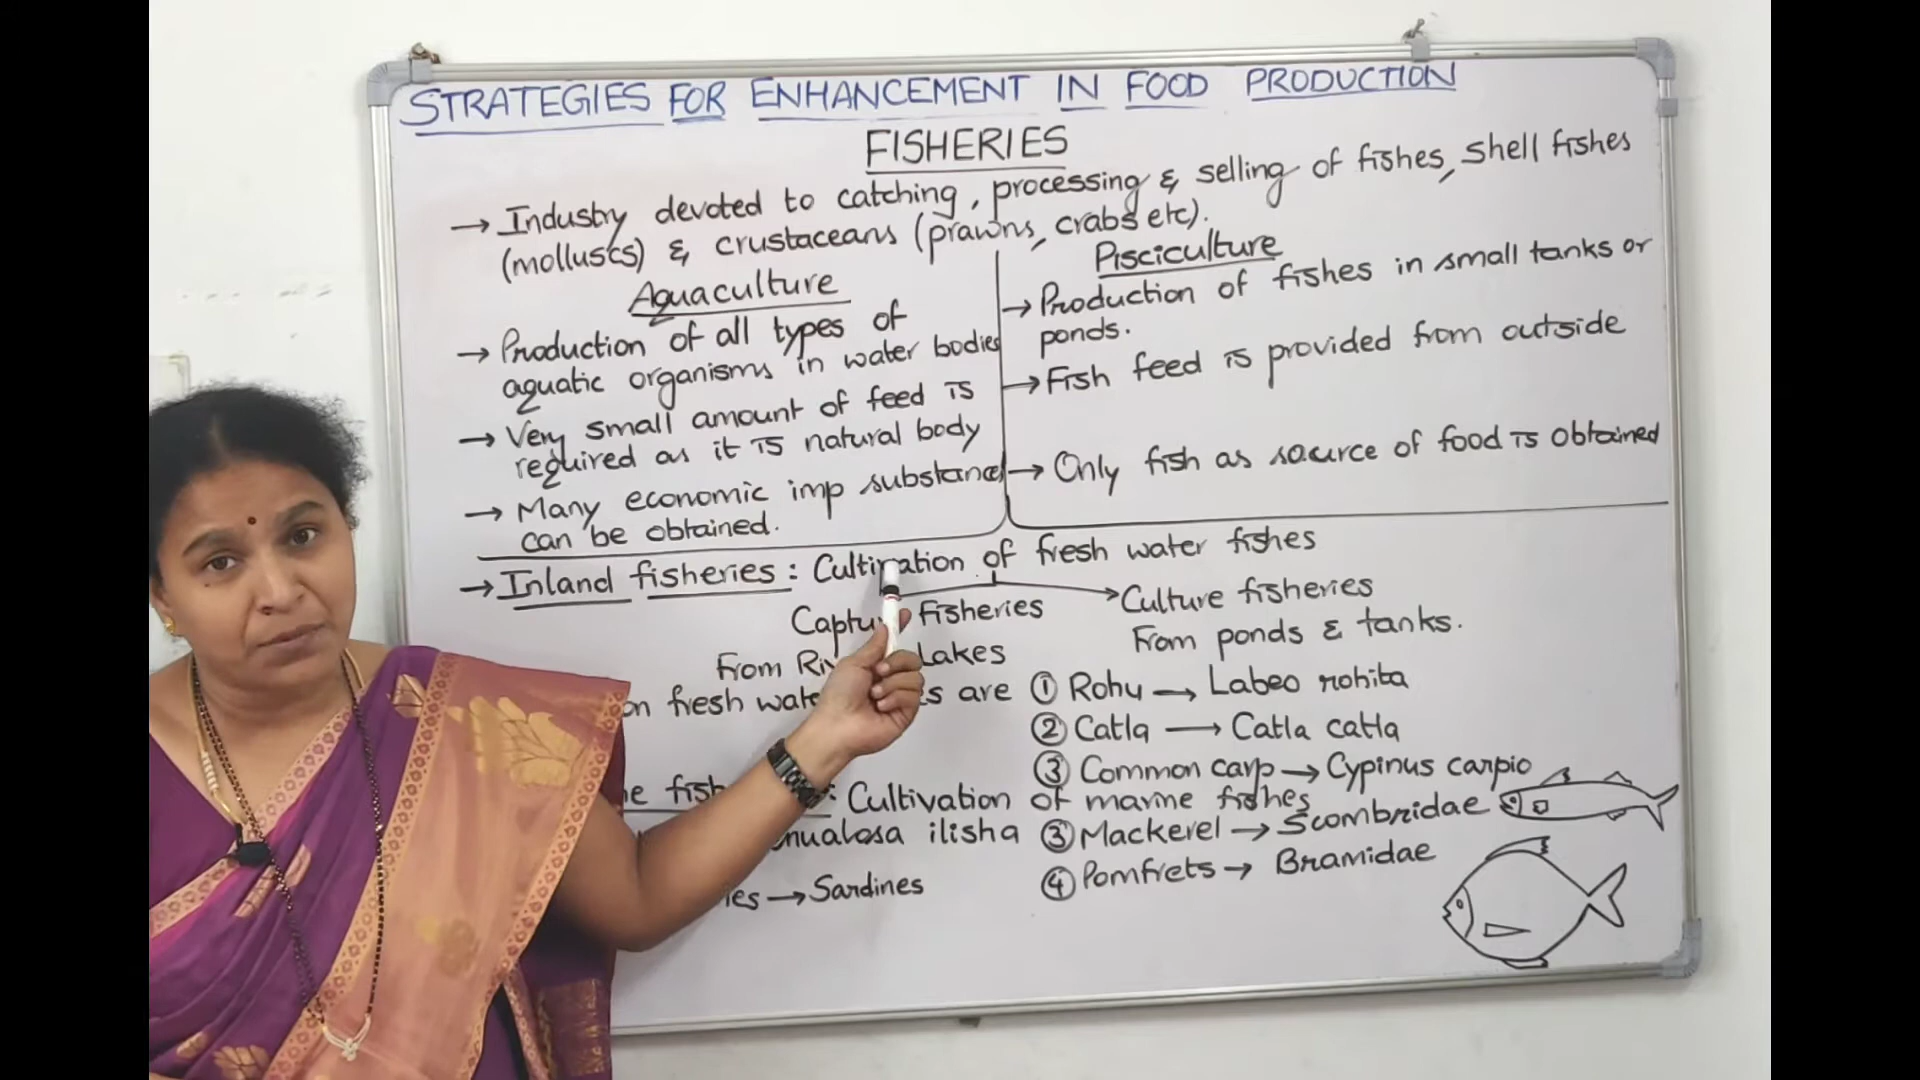 STRATEGIES FOR ENHANCEMENT IN FOOD PRODUCTION
FISHERIES
→ Industry devoted to catching, processing & selling of fishes, shell fishes
(molluscs) & crustaceans (prawns, crabs etc).
Aquaculture
→ Production of all types of
aquatic organisms in water bodies
→ Very small amount of feed is
required as it is natural body
→ Many economic imp substances
can be obtained.
Pisciculture
→ Production of fishes in small tanks or
ponds.
→ Fish feed is provided from outside
→ Only fish as source of food is obtained
→ Inland fisheries: Cultivation of fresh water fishes
Capture fisheries
From Lakes
Culture fisheries
From ponds & tanks.
fresh water are ① Rohu → Labeo rohita
② Catla → Catla catla
③ Common carp → Cypinus carpio
: Cultivation of marine fishes
ilisha ③ Mackerel → Scombridae
→ Sardines
④ Pomfrets → Bramidae